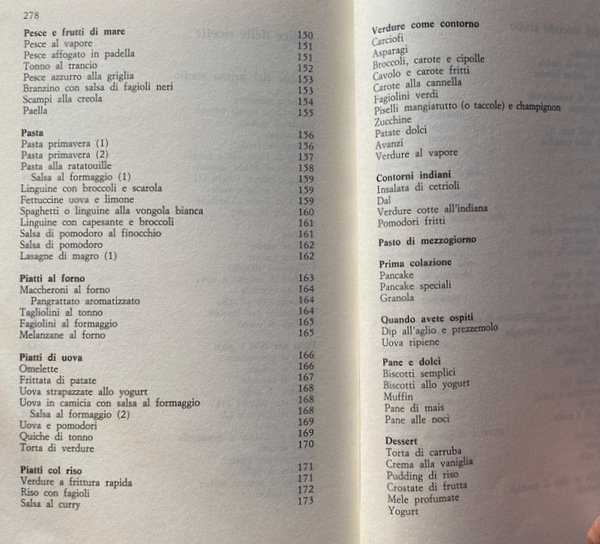 278
Pesce e frutti di mare 150
Pesce al vapore 151
Pesce affogato in padella 151
Tonno al trancio 152
Pesce azzurro alla griglia 153
Branzino con salsa di fagioli neri 153
Scampi alla creola 154
Paella 155
Pasta 156
Pasta primavera (1) 156
Pasta primavera (2) 157
Pasta alla ratatouille 158
Salsa al formaggio (1) 159
Linguine con broccoli e scarola 159
Fettuccine uova e limone 159
Spaghetti o linguine alla vongola bianca 160
Linguine con capesante e broccoli 161
Salsa di pomodoro al finocchio 161
Salsa di pomodoro 162
Lasagne di magro (1) 162
Piatti al forno 163
Maccheroni al forno 164
Pangrattato aromatizzato 164
Tagliolini al tonno 164
Fagiolini al formaggio 165
Melanzane al forno 165
Piatti di uova 166
Omelette 166
Frittata di patate 167
Uova strapazzate allo yogurt 168
Uova in camicia con salsa al formaggio 168
Salsa al formaggio (2) 168
Uova e pomodori 169
Quiche di tonno 169
Torta di verdure 170
Piatti col riso 171
Verdure a frittura rapida 171
Riso con fagioli 172
Salsa al curry 173
Verdure come contorno
Carciofi
Asparagi
Broccoli, carote e cipolle
Cavolo e carote fritti
Carote alla cannella
Fagiolini verdi
Piselli mangiatutto (o taccole) e champignon
Zucchine
Patate dolci
Avanzi
Verdure al vapore
Contorni indiani
Insalata di cetrioli
Dal
Verdure cotte all'indiana
Pomodori fritti
Pasto di mezzogiorno
Prima colazione
Pancake
Pancake speciali
Granola
Quando avete ospiti
Dip all'aglio e prezzemolo
Uova ripiene
Pane e dolci
Biscotti semplici
Biscotti allo yogurt
Muffin
Pane di mais
Pane alle noci
Dessert
Torta di carruba
Crema alla vaniglia
Pudding di riso
Crostate di frutta
Mele profumate
Yogurt